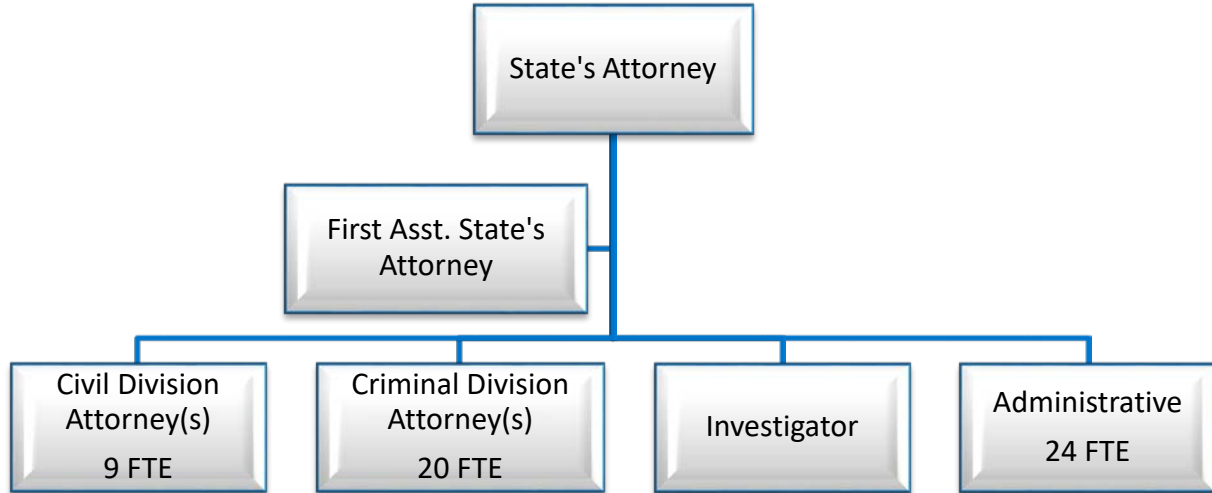 State's Attorney
First Asst. State's
Attorney
Civil Division
Attorney(s)
9 FTE
Criminal Division
Attorney(s)
20 FTE
Investigator
Administrative
24 FTE